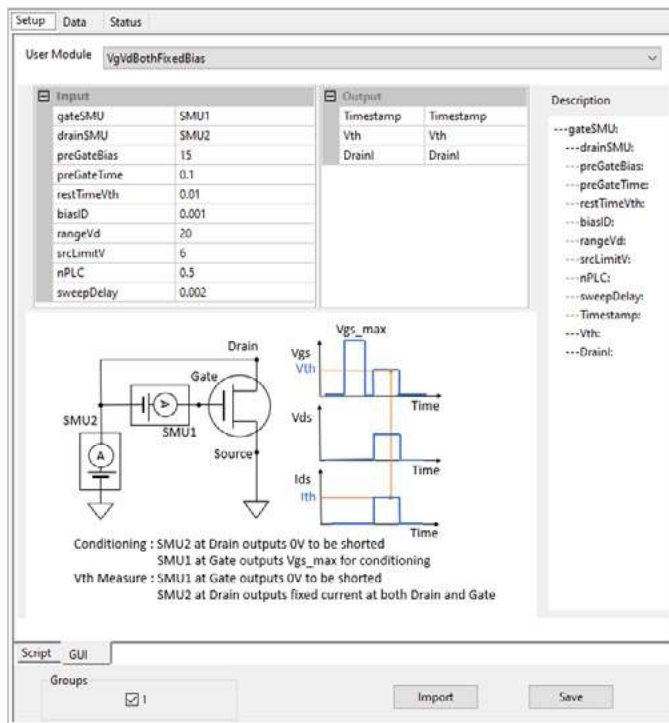 Setup Data Status
User Module VgVdBothFixedBias
Input
gateSMU SMU1
drainSMU SMU2
preGateBias 15
preGateTime 0.1
restTimeVth 0.01
biasID 0.001
rangeVd 20
srcLimitV 6
nPLC 0.5
sweepDelay 0.002
Output
Timestamp Timestamp
Vth Vth
DrainI DrainI
Description
---gateSMU:
---drainSMU:
---preGateBias:
---preGateTime:
---restTimeVth:
---biasID:
---rangeVd:
---srcLimitV:
---nPLC:
---sweepDelay:
---Timestamp:
---Vth:
---DrainI:
Drain
Gate
A
SMU1
SMU2
A
Source
Vgs_max
Vgs
Vth
Time
Vds
Time
Ids
Ith
Time
Conditioning : SMU2 at Drain outputs 0V to be shorted
SMU1 at Gate outputs Vgs_max for conditioning
Vth Measure : SMU1 at Gate outputs 0V to be shorted
SMU2 at Drain outputs fixed current at both Drain and Gate
Script GUI
Groups
1
Import Save